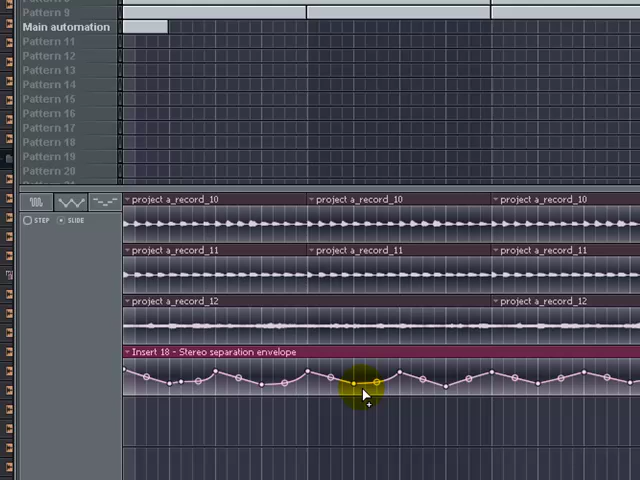 Pattern 9
Main automation
Pattern 11
Pattern 12
Pattern 13
Pattern 14
Pattern 15
Pattern 16
Pattern 17
Pattern 18
Pattern 19
Pattern 20
project a_record_10 project a_record_10 project a_record_10
STEP SLIDE
project a_record_11 project a_record_11 project a_record_11
project a_record_12 project a_record_12
Insert 18 - Stereo separation envelope